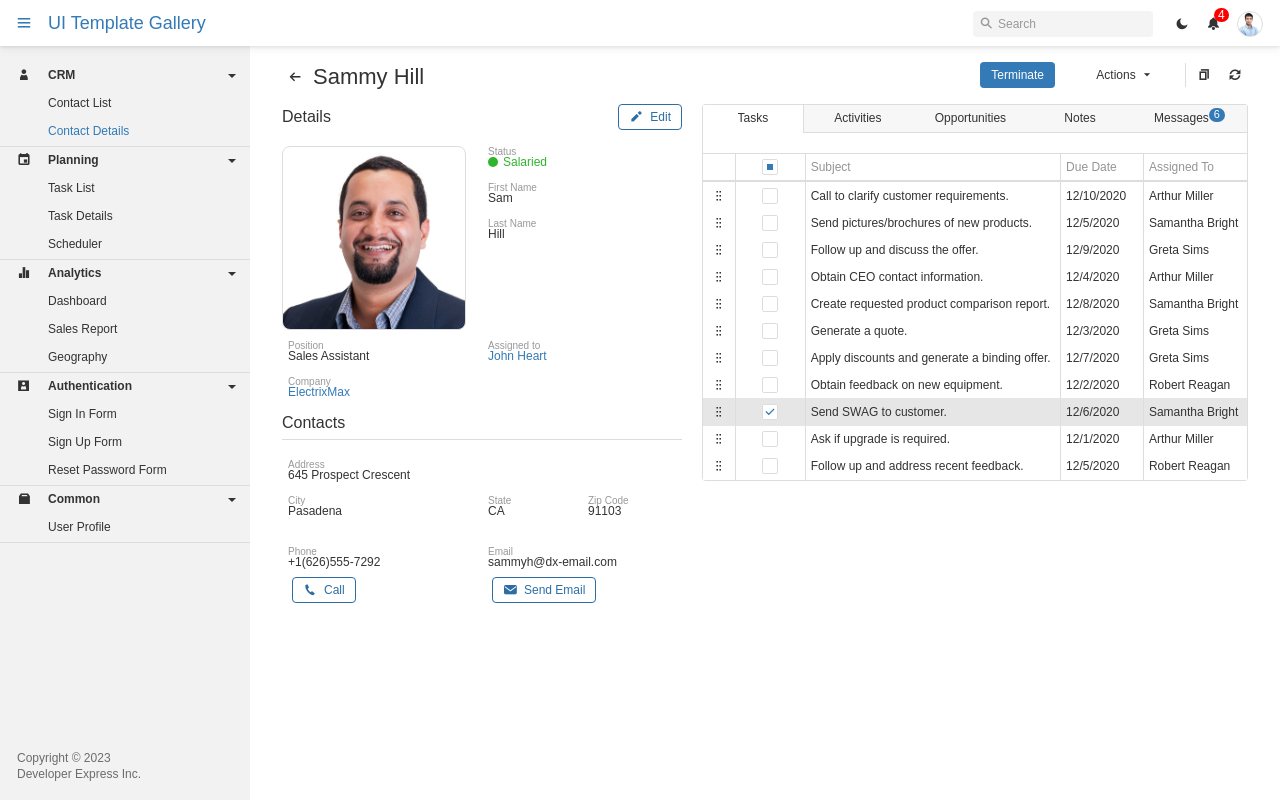 UI Template Gallery
Search
4
CRM
Contact List
Contact Details
Planning
Task List
Task Details
Scheduler
Analytics
Dashboard
Sales Report
Geography
Authentication
Sign In Form
Sign Up Form
Reset Password Form
Common
User Profile
Copyright © 2023
Developer Express Inc.
Sammy Hill
Terminate
Actions
Details
Edit
Status
Salaried
First Name
Sam
Last Name
Hill
Position
Sales Assistant
Assigned to
John Heart
Company
ElectrixMax
Contacts
Address
645 Prospect Crescent
City
Pasadena
State
CA
Zip Code
91103
Phone
+1(626)555-7292
Email
sammyh@dx-email.com
Call
Send Email
Tasks Activities Opportunities Notes Messages 6
Subject Due Date Assigned To
Call to clarify customer requirements. 12/10/2020 Arthur Miller
Send pictures/brochures of new products. 12/5/2020 Samantha Bright
Follow up and discuss the offer. 12/9/2020 Greta Sims
Obtain CEO contact information. 12/4/2020 Arthur Miller
Create requested product comparison report. 12/8/2020 Samantha Bright
Generate a quote. 12/3/2020 Greta Sims
Apply discounts and generate a binding offer. 12/7/2020 Greta Sims
Obtain feedback on new equipment. 12/2/2020 Robert Reagan
Send SWAG to customer. 12/6/2020 Samantha Bright
Ask if upgrade is required. 12/1/2020 Arthur Miller
Follow up and address recent feedback. 12/5/2020 Robert Reagan